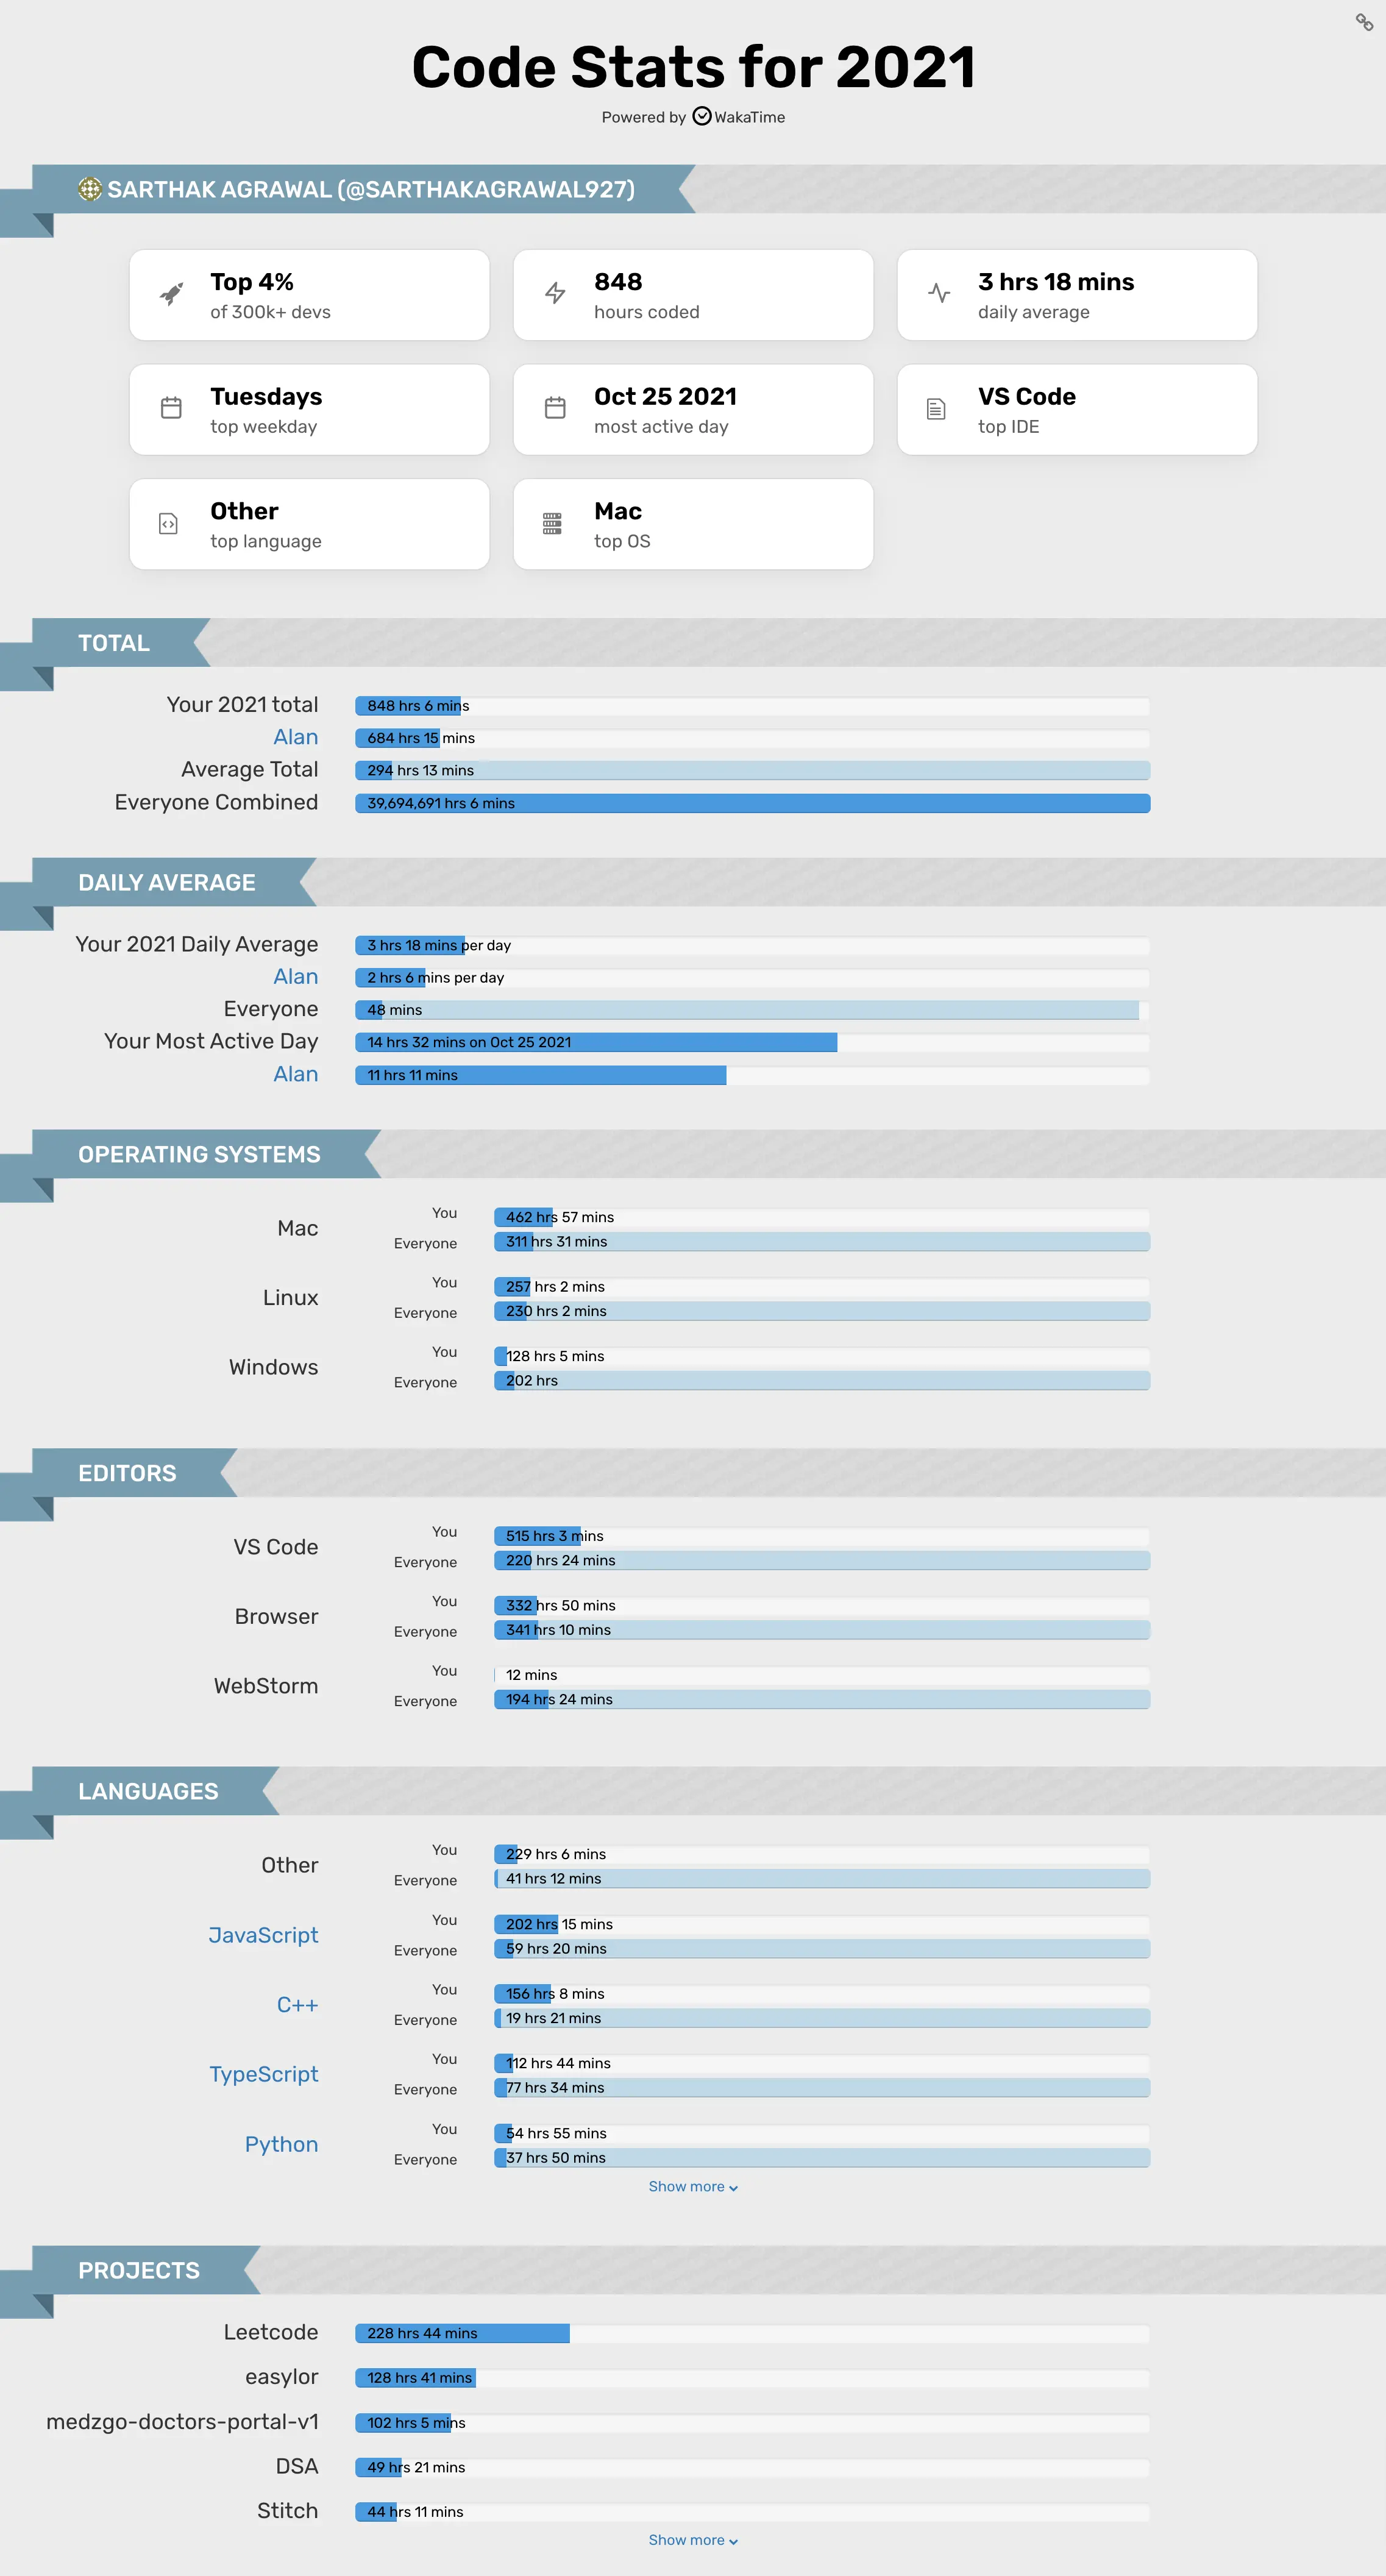 Code Stats for 2021
Powered by WakaTime
SARTHAK AGRAWAL (@SARTHAKAGRAWAL927)
Top 4%
of 300k+ devs
848
hours coded
3 hrs 18 mins
daily average
Tuesdays
top weekday
Oct 25 2021
most active day
VS Code
top IDE
Other
top language
Mac
top OS
TOTAL
Your 2021 total 848 hrs 6 mins
Alan 684 hrs 15 mins
Average Total 294 hrs 13 mins
Everyone Combined 39,694,691 hrs 6 mins
DAILY AVERAGE
Your 2021 Daily Average 3 hrs 18 mins per day
Alan 2 hrs 6 mins per day
Everyone 48 mins
Your Most Active Day 14 hrs 32 mins on Oct 25 2021
Alan 11 hrs 11 mins
OPERATING SYSTEMS
Mac
You 462 hrs 57 mins
Everyone 311 hrs 31 mins
Linux
You 257 hrs 2 mins
Everyone 230 hrs 2 mins
Windows
You 128 hrs 5 mins
Everyone 202 hrs
EDITORS
VS Code
You 515 hrs 3 mins
Everyone 220 hrs 24 mins
Browser
You 332 hrs 50 mins
Everyone 341 hrs 10 mins
WebStorm
You 12 mins
Everyone 194 hrs 24 mins
LANGUAGES
Other
You 229 hrs 6 mins
Everyone 41 hrs 12 mins
JavaScript
You 202 hrs 15 mins
Everyone 59 hrs 20 mins
C++
You 156 hrs 8 mins
Everyone 19 hrs 21 mins
TypeScript
You 112 hrs 44 mins
Everyone 77 hrs 34 mins
Python
You 54 hrs 55 mins
Everyone 37 hrs 50 mins
Show more
PROJECTS
Leetcode 228 hrs 44 mins
easylor 128 hrs 41 mins
medzgo-doctors-portal-v1 102 hrs 5 mins
DSA 49 hrs 21 mins
Stitch 44 hrs 11 mins
Show more